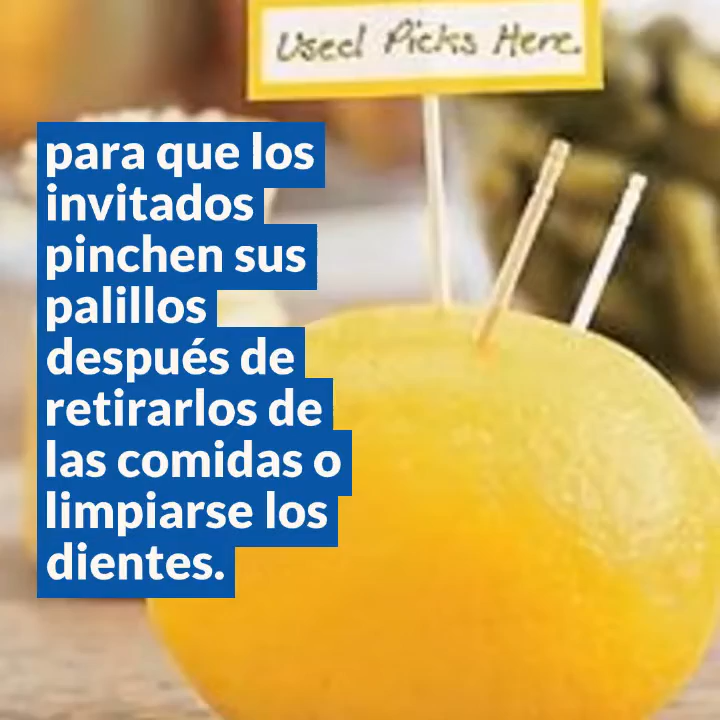 Used Picks Here.
para que los
invitados
pinchen sus
palillos
después de
retirarlos de
las comidas o
limpiarse los
dientes.